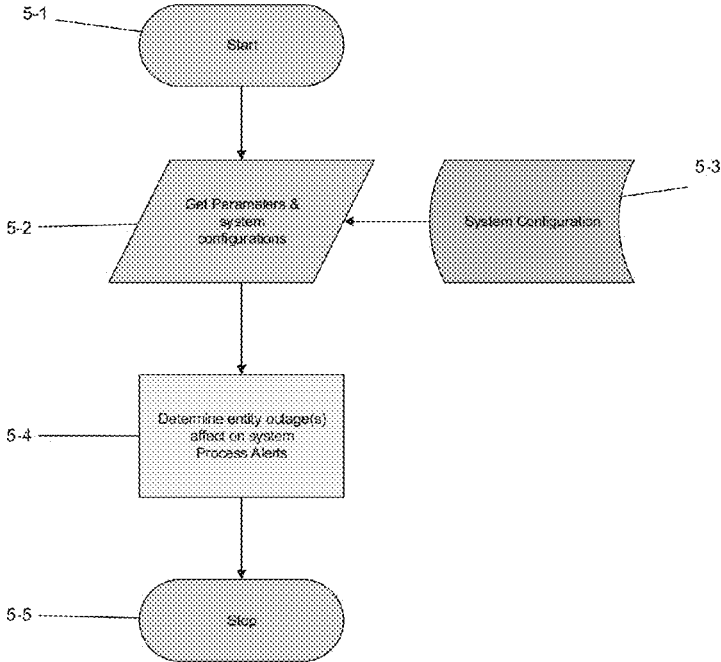 5-1
Start
5-3
Get Parameters &
system
configurations
System Configuration
5-2
Determine entity outage(s)
affect on system
Process Alerts
5-4
5-5
Stop